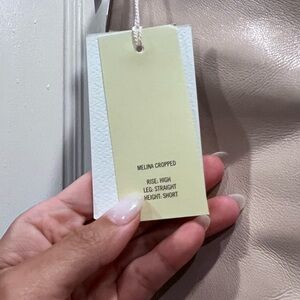 MELINA CROPPED
RISE: HIGH
LEG: STRAIGHT
HEIGHT: SHORT